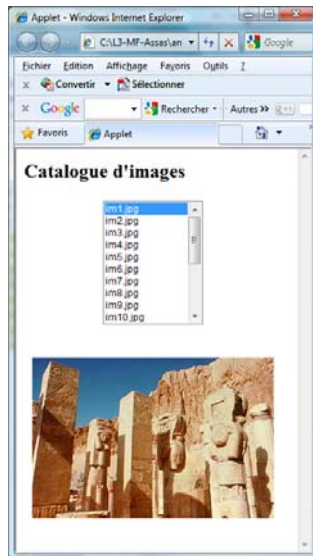 Applet - Windows Internet Explorer
C:\L3-MF-Assas\an
Google
Fichier Edition Affichage Favoris Outils ?
x Convertir Sélectionner
x Google Rechercher Autres »
Favoris Applet
Catalogue d'images
im1.jpg
im2.jpg
im3.jpg
im4.jpg
im5.jpg
im6.jpg
im7.jpg
im8.jpg
im9.jpg
im10.jpg